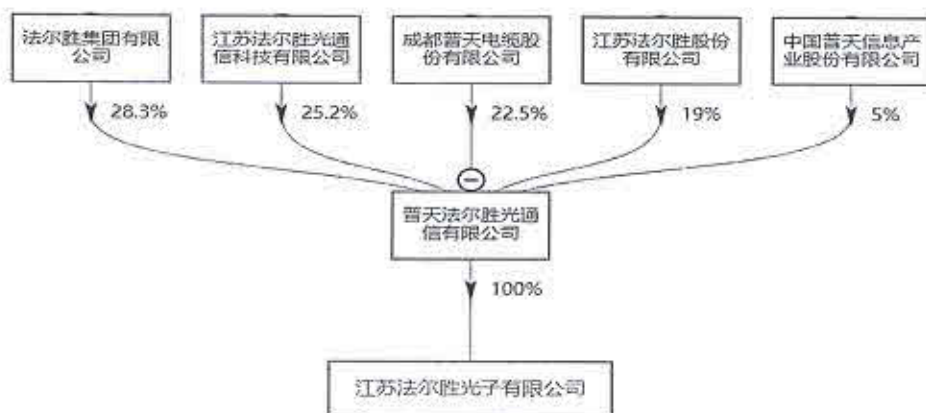 法尔胜集团有限
公司
江苏法尔胜光通
信科技有限公司
成都普天电缆股
份有限公司
江苏法尔胜股份
有限公司
中国普天信息产
业股份有限公司
28.3%
25.2%
22.5%
19%
5%
普天法尔胜光通
信有限公司
100%
江苏法尔胜光子有限公司